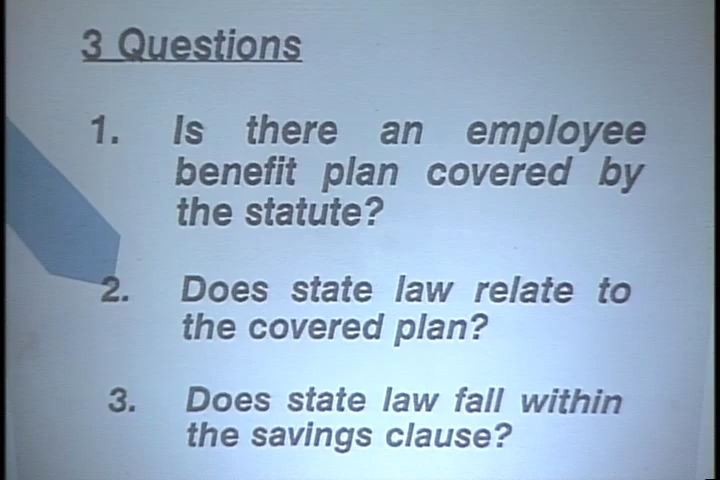 3 Questions
1. Is there an employee
benefit plan covered by
the statute?
2. Does state law relate to
the covered plan?
3. Does state law fall within
the savings clause?